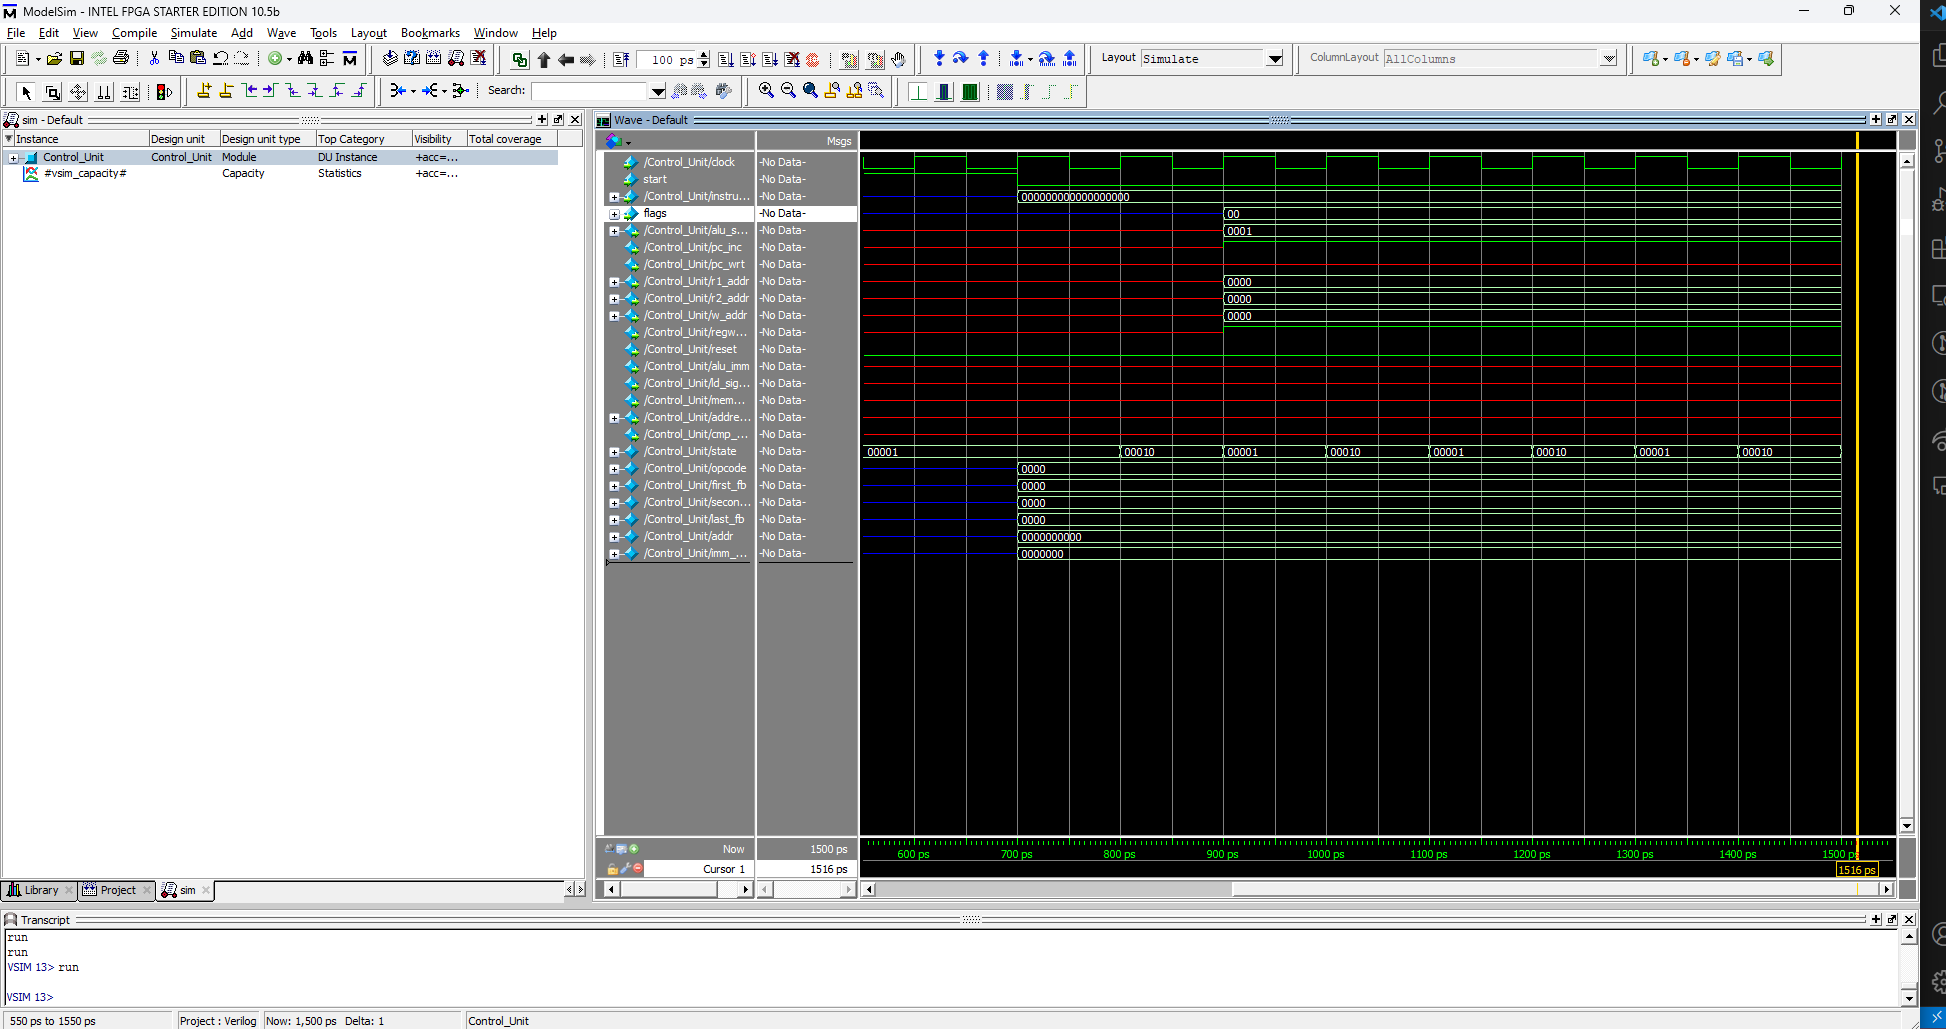 ModelSim - INTEL FPGA STARTER EDITION 10.5b
File Edit View Compile Simulate Add Wave Tools Layout Bookmarks Window Help
100 ps
Layout Simulate
ColumnLayout AllColumns
Search:
sim - Default
Instance Design unit Design unit type Top Category Visibility Total coverage
Control_Unit Control_Unit Module DU Instance +acc=...
#vsim_capacity# Capacity Statistics +acc=...
Wave - Default
Msgs
/Control_Unit/clock -No Data-
start -No Data-
/Control_Unit/instru... -No Data- 000000000000000000
flags -No Data- 00
/Control_Unit/alu_s... -No Data- 0001
/Control_Unit/pc_inc -No Data-
/Control_Unit/pc_wrt -No Data-
/Control_Unit/r1_addr -No Data- 0000
/Control_Unit/r2_addr -No Data- 0000
/Control_Unit/w_addr -No Data- 0000
/Control_Unit/regw... -No Data-
/Control_Unit/reset -No Data-
/Control_Unit/alu_imm -No Data-
/Control_Unit/ld_sig... -No Data-
/Control_Unit/mem... -No Data-
/Control_Unit/addre... -No Data-
/Control_Unit/cmp_... -No Data-
/Control_Unit/state -No Data- 00001 00010 00001 00010 00001 00010 00001 00010
/Control_Unit/opcode -No Data- 0000
/Control_Unit/first_fb -No Data- 0000
/Control_Unit/secon... -No Data- 0000
/Control_Unit/last_fb -No Data- 0000
/Control_Unit/addr -No Data- 0000000000
/Control_Unit/imm_... -No Data- 0000000
Now 1500 ps
600 ps 700 ps 800 ps 900 ps 1000 ps 1100 ps 1200 ps 1300 ps 1400 ps 1500 ps
Cursor 1 1516 ps
1516 ps
Library Project sim
Transcript
run
run
VSIM 13> run
VSIM 13>
550 ps to 1550 ps Project : Verilog Now: 1,500 ps Delta: 1 Control_Unit